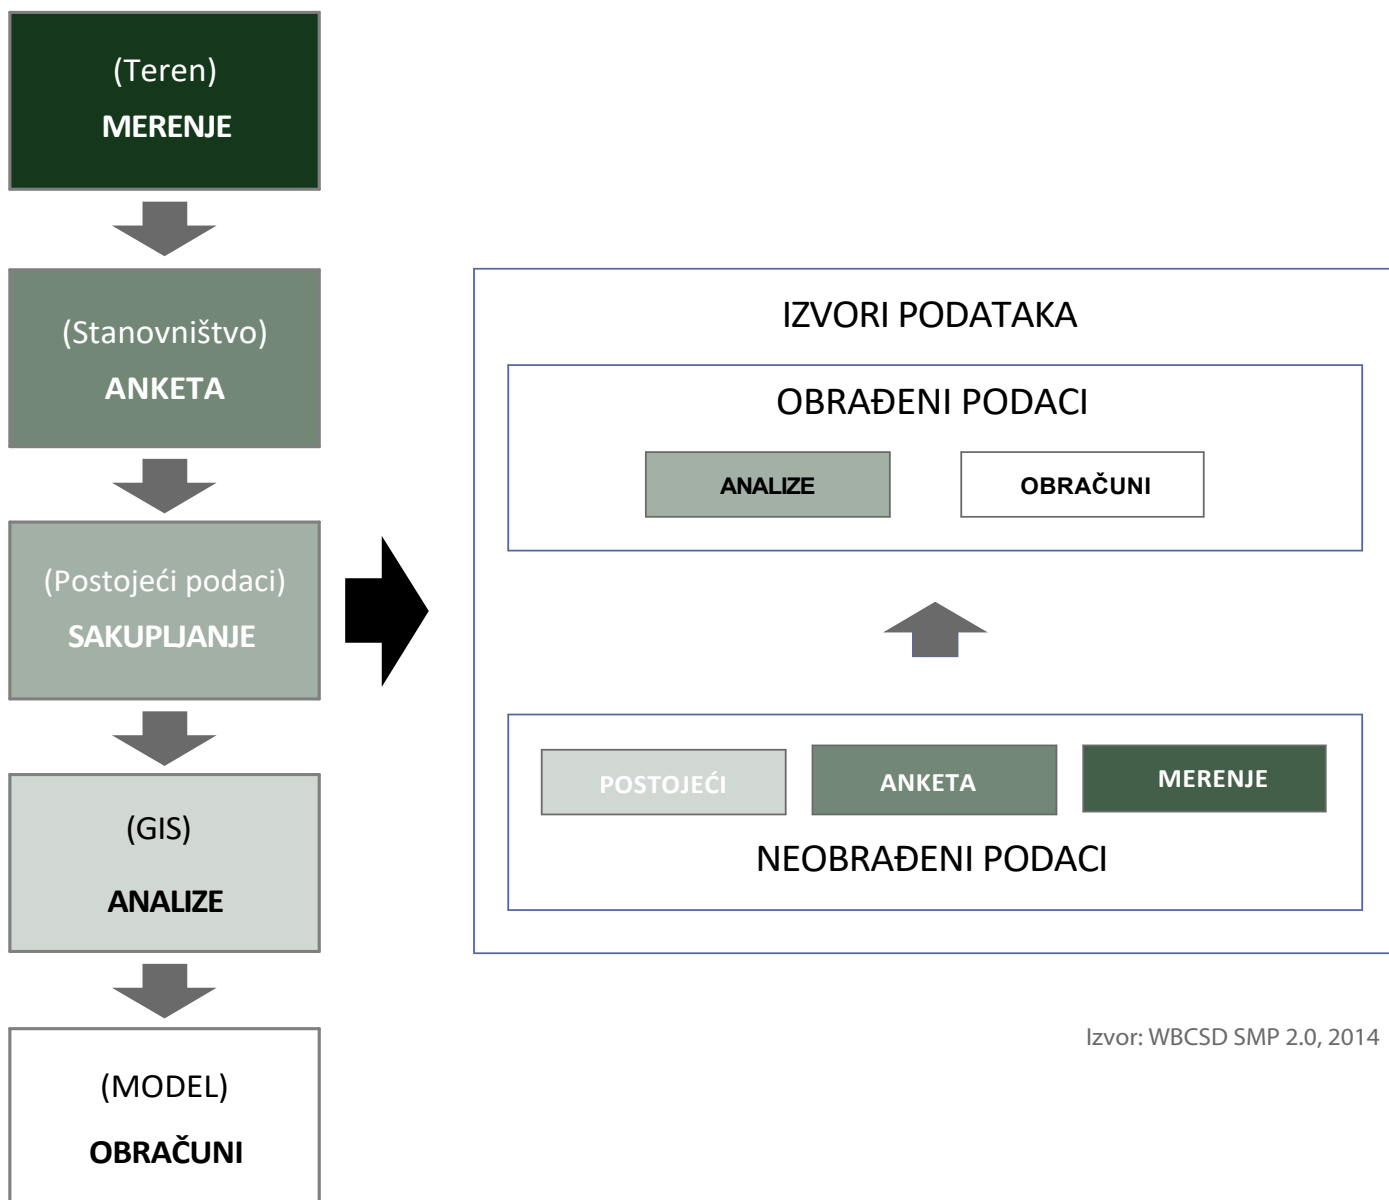 (Teren)
MERENJE
(Stanovništvo)
ANKETA
(Postojeći podaci)
SAKUPLJANJE
(GIS)
ANALIZE
(MODEL)
OBRAČUNI
IZVORI PODATAKA
OBRAĐENI PODACI
ANALIZE
OBRAČUNI
POSTOJEĆI
ANKETA
MERENJE
NEOBRAĐENI PODACI
Izvor: WBCSD SMP 2.0, 2014